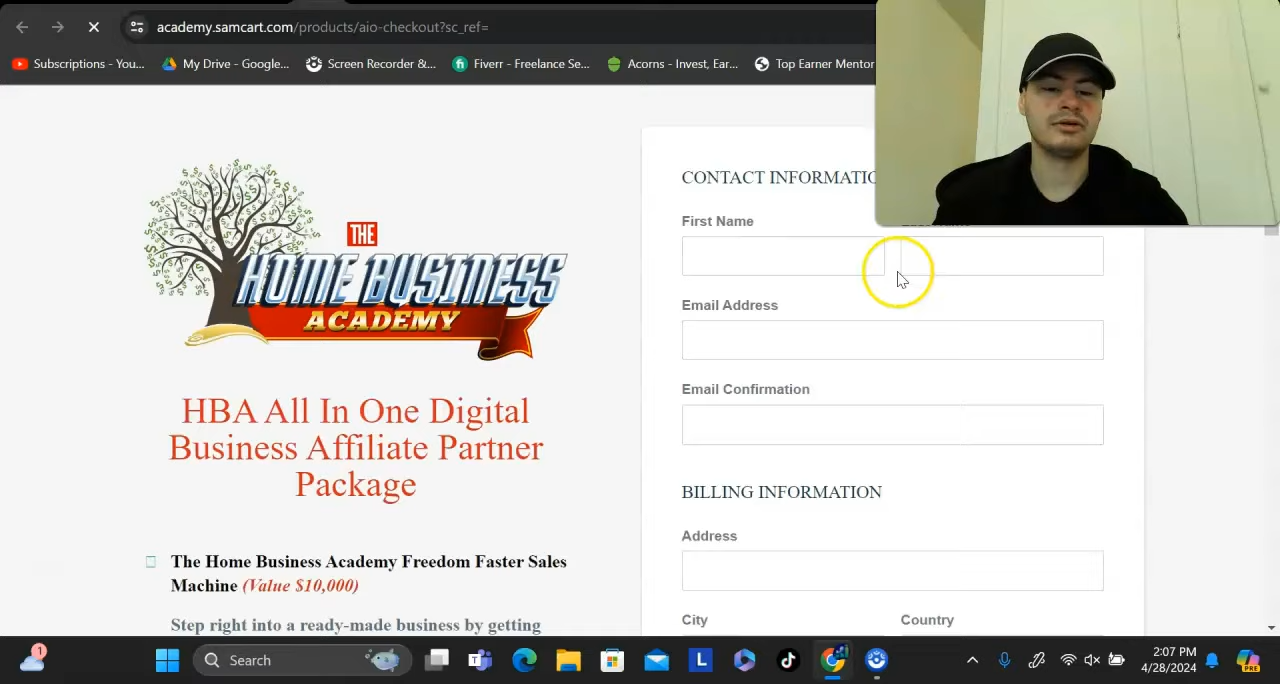 academy.samcart.com/products/aio-checkout?sc_ref=
Subscriptions - You...
My Drive - Google...
Screen Recorder &...
Fiverr - Freelance Se...
Acorns - Invest, Ear...
Top Earner Mentor
THE
HOME BUSINESS
ACADEMY
HBA All In One Digital
Business Affiliate Partner
Package
The Home Business Academy Freedom Faster Sales
Machine (Value $10,000)
Step right into a ready-made business by getting
CONTACT INFORMATIO
First Name
Email Address
Email Confirmation
BILLING INFORMATION
Address
City
Country
1
Search
L
2:07 PM
4/28/2024
PRE